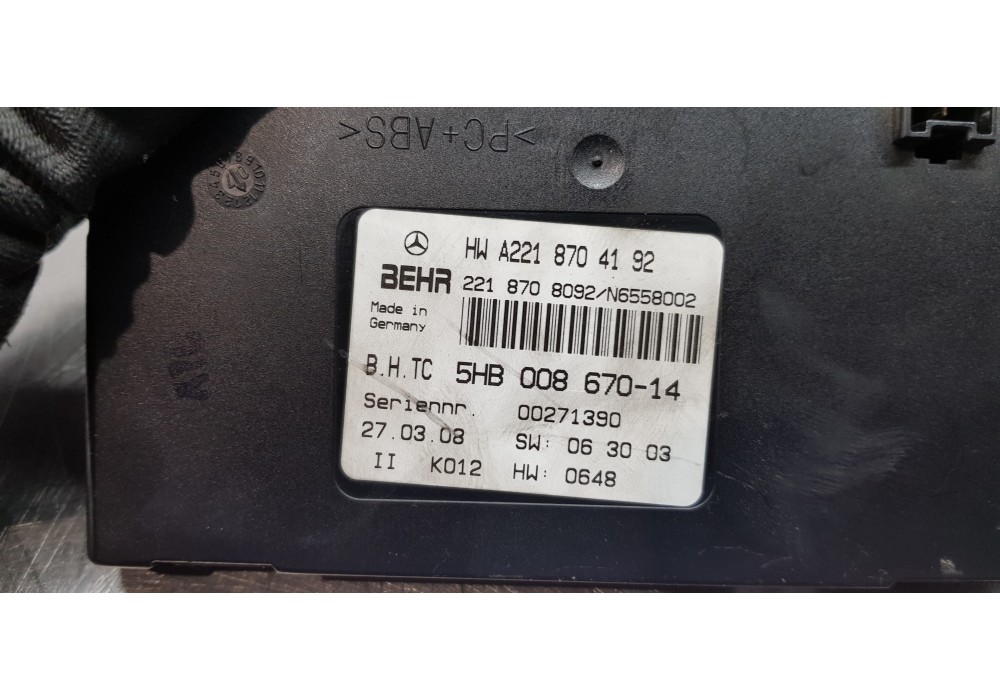 >PC+ABS<
HW A221 870 41 92
BEHR 221 870 8092/N6558002
Made in
Germany
B.H.TC 5HB 008 670-14
Seriennr. 00271390
27.03.08 SW: 06 30 03
II K012 HW: 0648